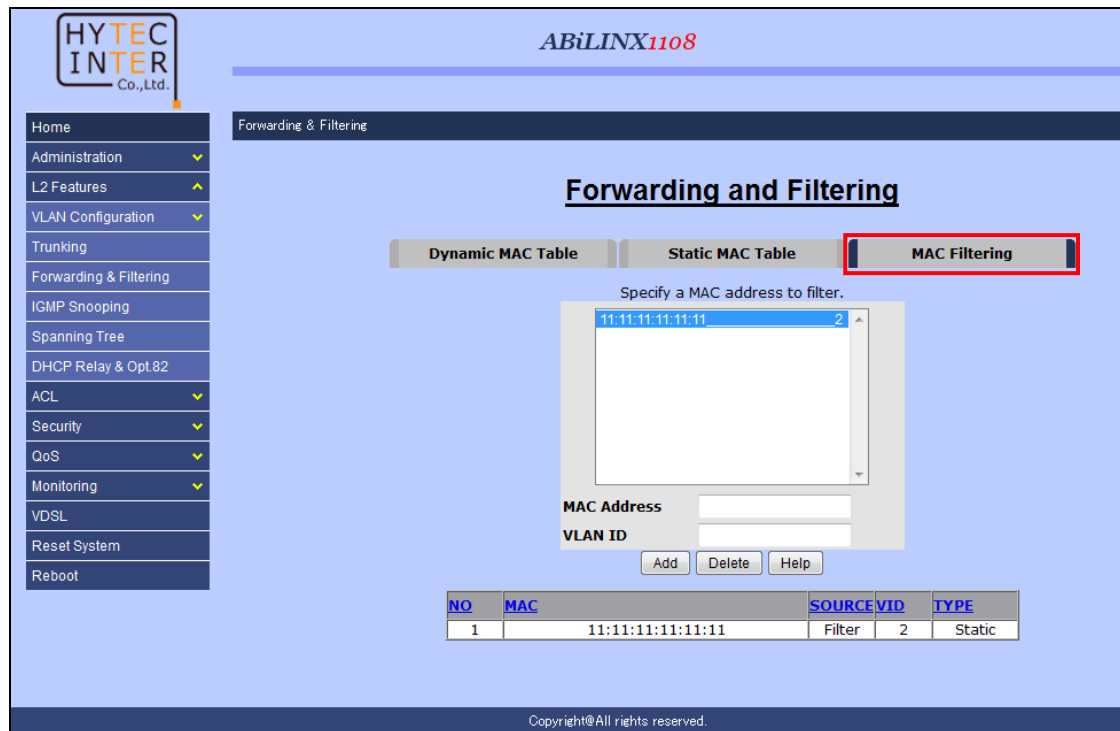 HYTEC
INTER
Co.,Ltd.
ABiLINX1108
Home
Administration
L2 Features
VLAN Configuration
Trunking
Forwarding & Filtering
IGMP Snooping
Spanning Tree
DHCP Relay & Opt.82
ACL
Security
QoS
Monitoring
VDSL
Reset System
Reboot
Forwarding & Filtering
Forwarding and Filtering
Dynamic MAC Table Static MAC Table MAC Filtering
Specify a MAC address to filter.
11:11:11:11:11:11____________________2
MAC Address
VLAN ID
Add Delete Help
NO MAC SOURCE VID TYPE
1 11:11:11:11:11:11 Filter 2 Static
Copyright@All rights reserved.